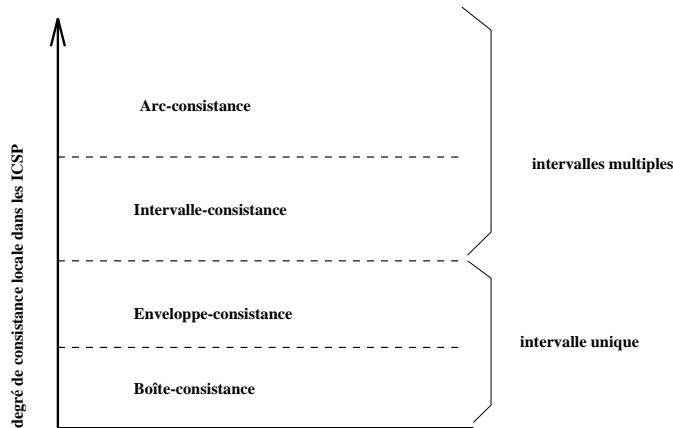 degré de consistance locale dans les ICSP
Arc-consistance
intervalles multiples
Intervalle-consistance
Enveloppe-consistance
intervalle unique
Boîte-consistance